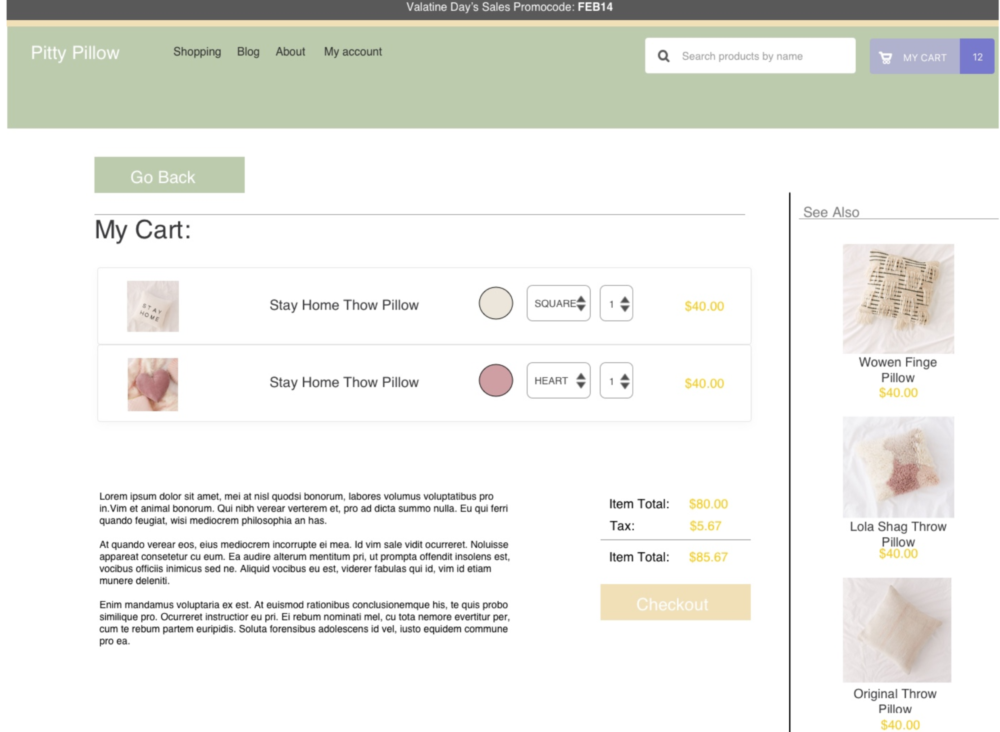 Valatine Day's Sales Promocode: FEB14
Pitty Pillow
Shopping Blog About My account
Search products by name
MY CART 12
Go Back
My Cart:
STAY
HOME
Stay Home Thow Pillow
SQUARE
1
$40.00
Stay Home Thow Pillow
HEART
1
$40.00
Lorem ipsum dolor sit amet, mei at nisl quodsi bonorum, labores volumus voluptatibus pro
in.Vim et animal bonorum. Qui nibh verear verterem et, pro ad dicta summo nulla. Eu qui ferri
quando feugiat, wisi mediocrem philosophia an has.
At quando verear eos, eius mediocrem incorrupte ei mea. Id vim sale vidit ocurreret. Noluisse
appareat consetetur cu eum. Ea audire alterum mentitum pri, ut prompta offendit insolens est,
vocibus officiis inimicus sed ne. Aliquid vocibus eu est, viderer fabulas qui id, vim id etiam
munere deleniti.
Enim mandamus voluptaria ex est. At euismod rationibus conclusionemque his, te quis probo
similique pro. Ocurreret instructior eu pri. Ei rebum nominati mel, cu tota nemore evertitur per,
cum te rebum partem euripidis. Soluta forensibus adolescens id vel, iusto equidem commune
pro ea.
Item Total: $80.00
Tax: $5.67
Item Total: $85.67
Checkout
See Also
Wowen Finge
Pillow
$40.00
Lola Shag Throw
Pillow
$40.00
Original Throw
Pillow
$40.00